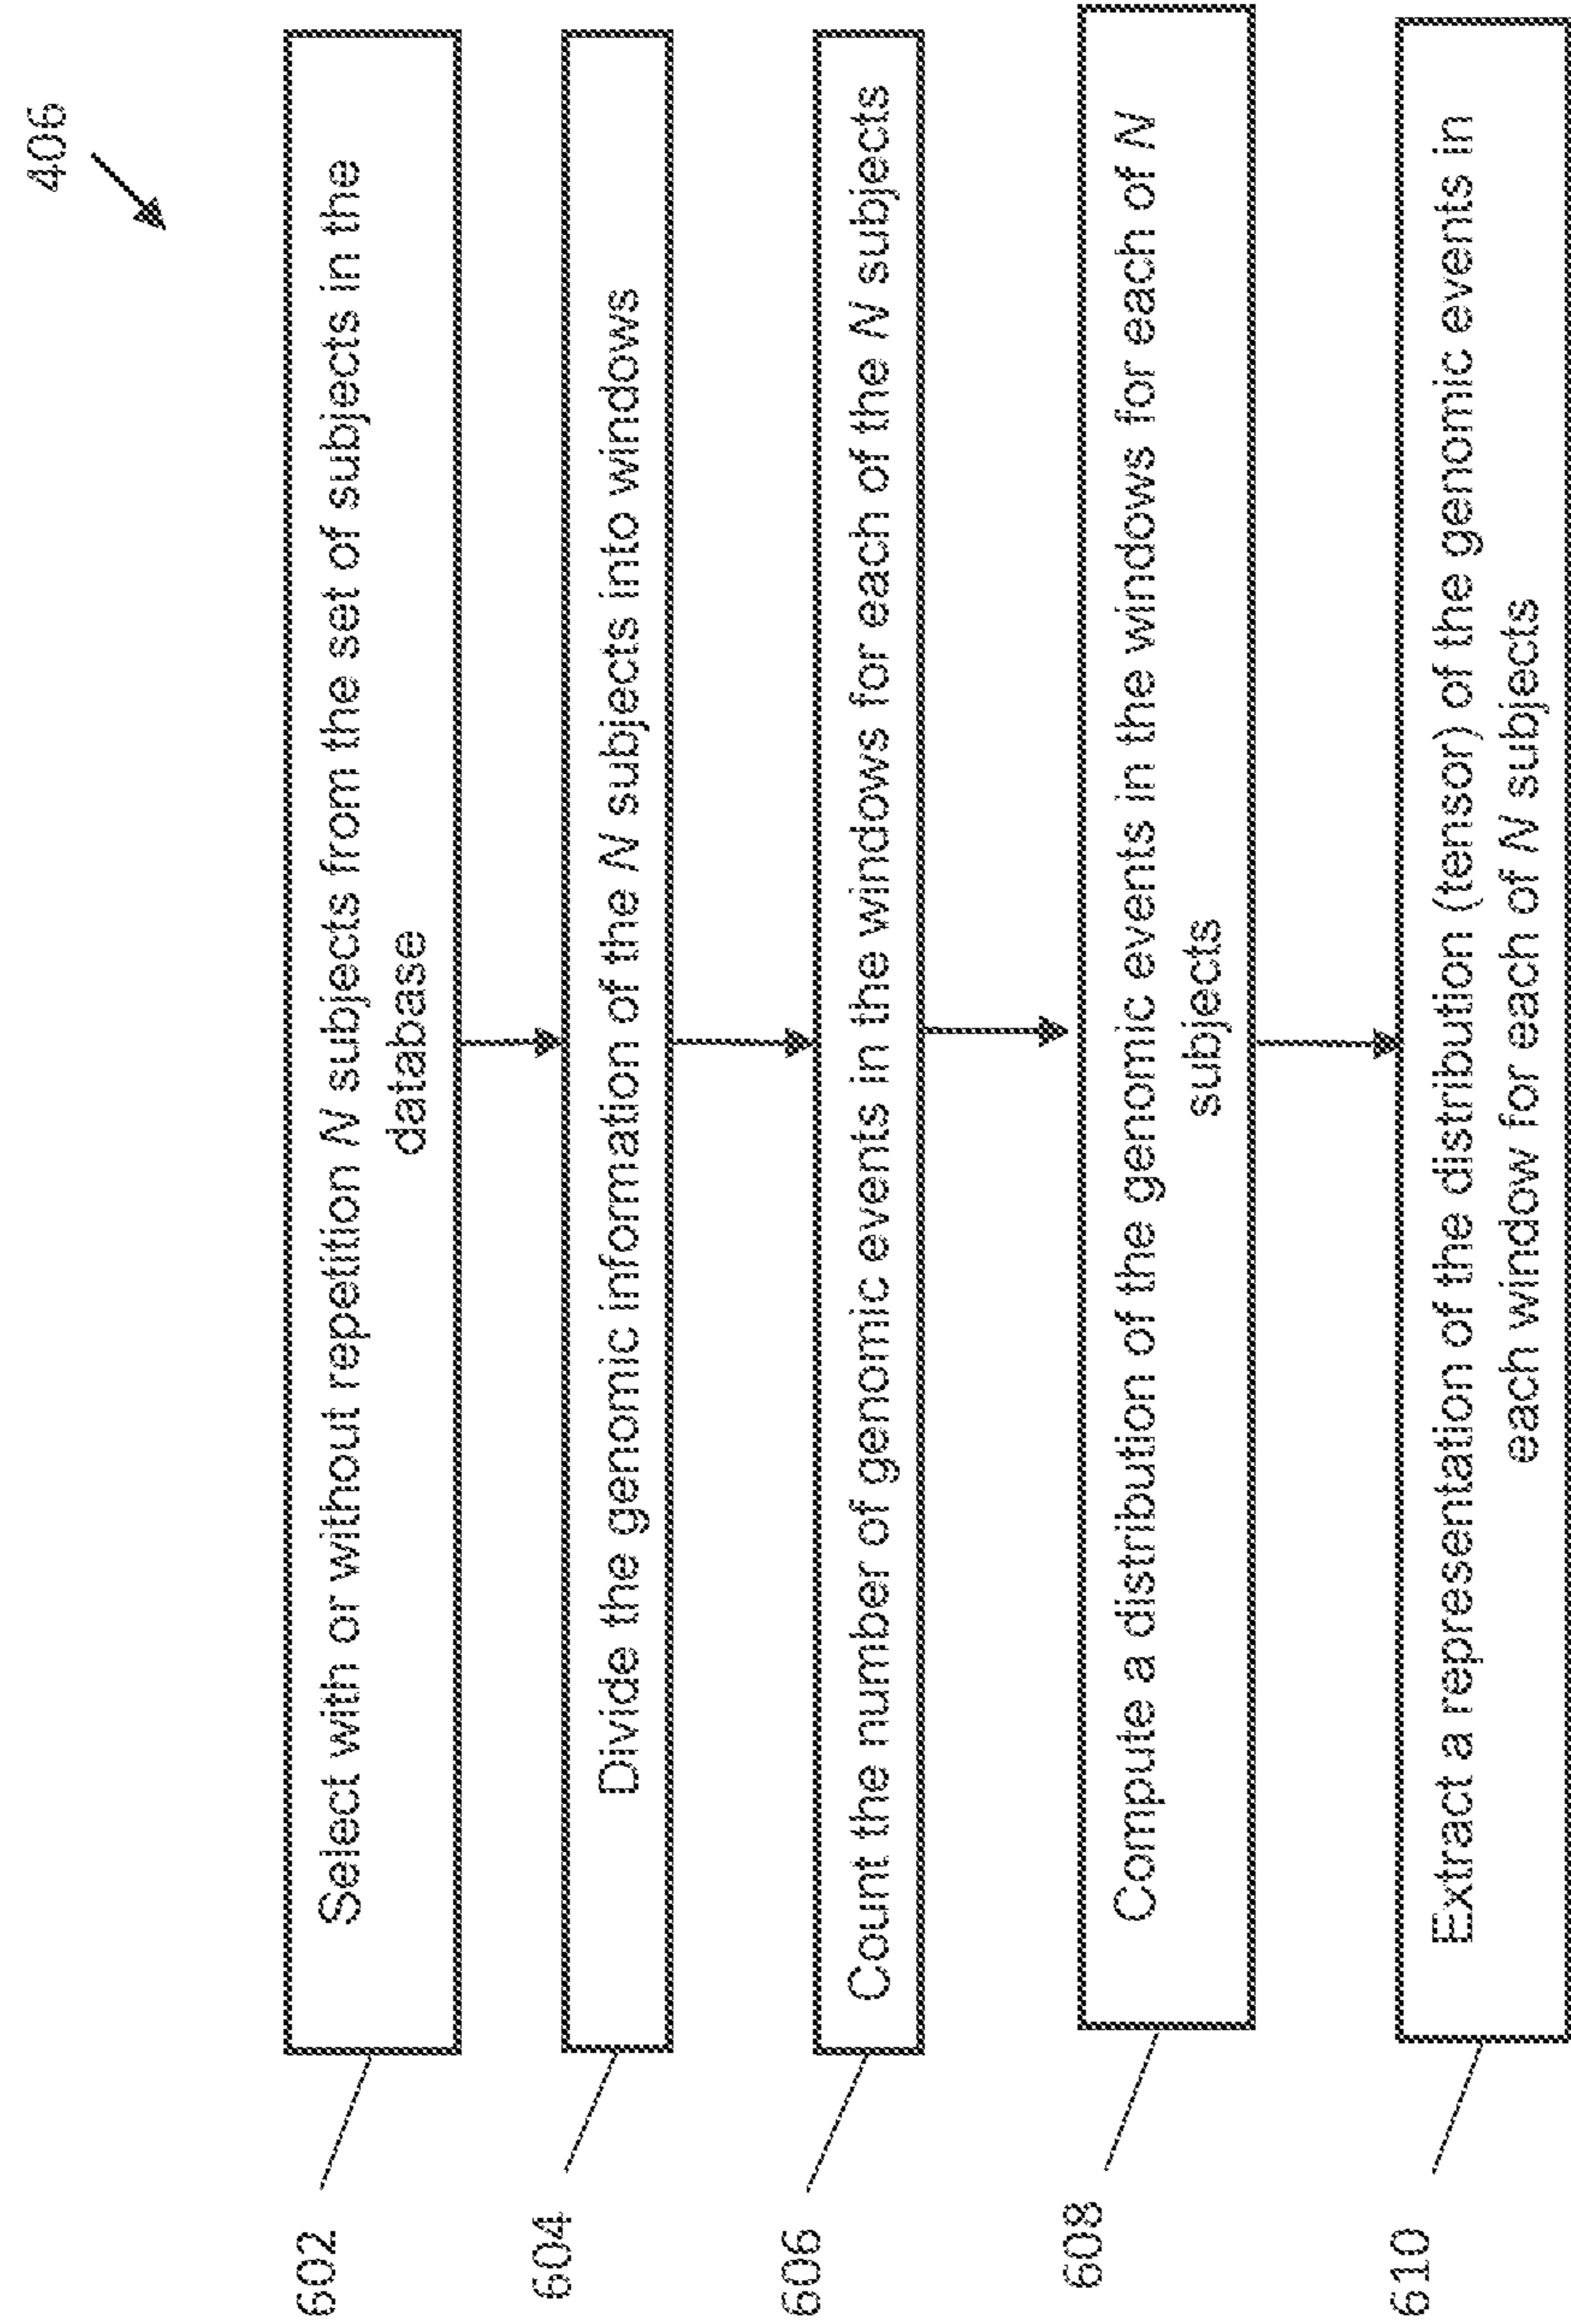 406
602
Select with or without repetition N subjects from the set of subjects in the
database
604
Divide the genomic information of the N subjects into windows
606
Count the number of genomic events in the windows for each of the N subjects
608
Compute a distribution of the genomic events in the windows for each of N
subjects
610
Extract a representation of the distribution (tensor) of the genomic events in
each window for each of N subjects